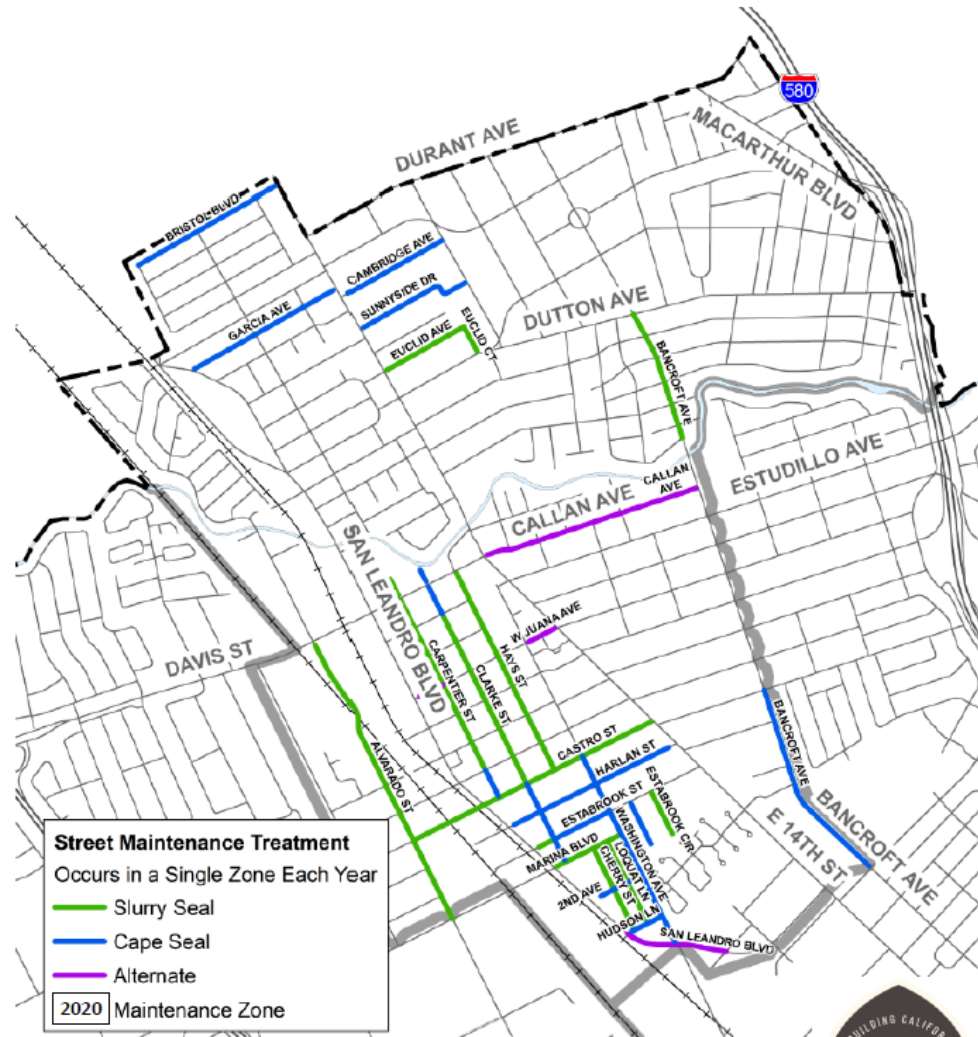 580
MACARTHUR BLVD
DURANT AVE
BRISTOL BLVD
CAMBRIDGE AVE
SUNNYSIDE DR
GARCIA AVE
EUCLID AVE
EUCLID CT
DUTTON AVE
BANCROFT AVE
ESTUDILLO AVE
CALLAN
AVE
CALLAN AVE
SAN LEANDRO BLVD
W JUANA AVE
DAVIS ST
HAYS ST
CLARKE ST
CARPENTIER ST
BANCROFT AVE
CASTRO ST
ALVARADO ST
HARLAN ST
ESTABROOK ST
ESTABROOK CIR
WASHINGTON AVE
BANCROFT AVE
E 14TH ST
MARINA BLVD
LOQUAT LN
CHERRY ST
2ND AVE
HUDSON LN
SAN LEANDRO BLVD
Street Maintenance Treatment
Occurs in a Single Zone Each Year
Slurry Seal
Cape Seal
Alternate
2020 Maintenance Zone